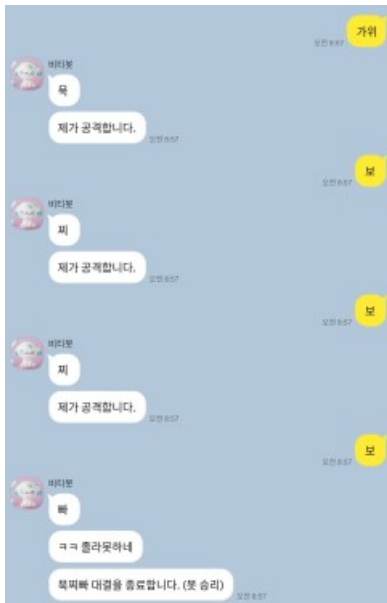 가위
오전 8:57
비티봇
묵
제가 공격합니다.
오전 8:57
보
오전 8:57
비티봇
찌
제가 공격합니다.
오전 8:57
보
오전 8:57
비티봇
찌
제가 공격합니다.
오전 8:57
보
오전 8:57
비티봇
빠
ㅋㅋ 졸라못하네
묵찌빠 대결을 종료합니다. (봇 승리)
오전 8:57